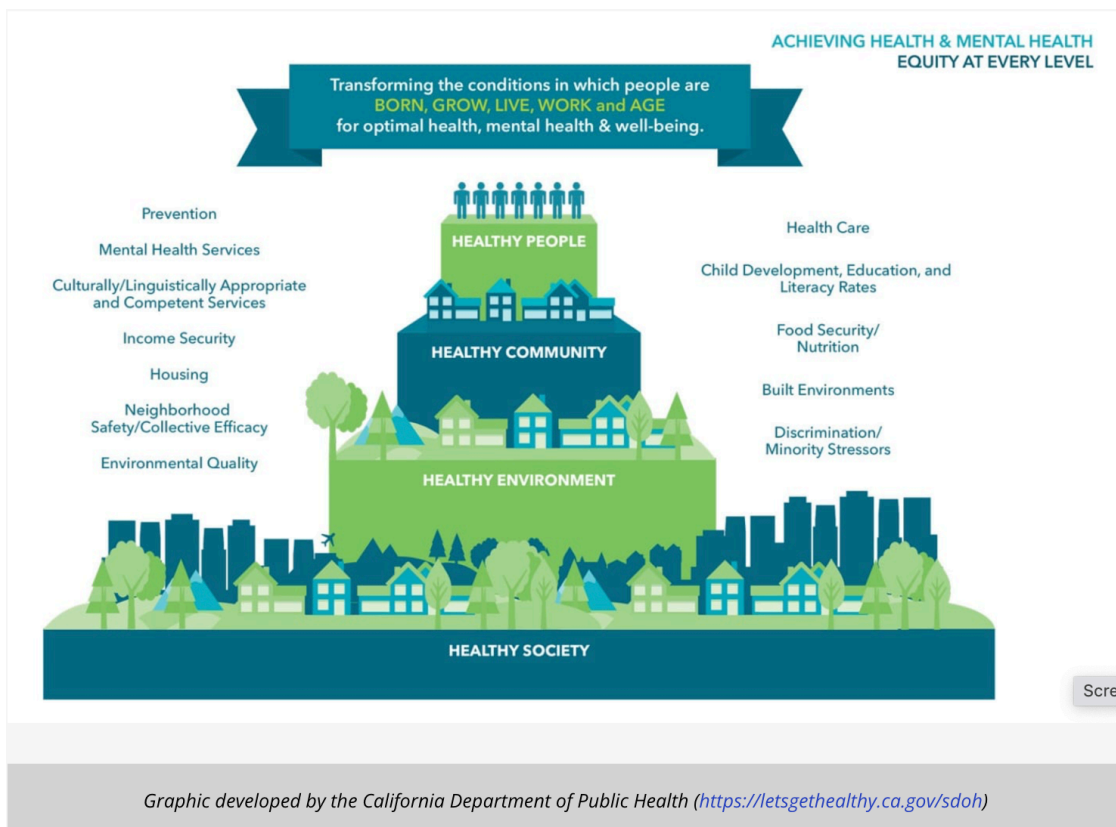 ACHIEVING HEALTH & MENTAL HEALTH
EQUITY AT EVERY LEVEL
Transforming the conditions in which people are
BORN, GROW, LIVE, WORK and AGE
for optimal health, mental health & well-being.
Prevention
Mental Health Services
Culturally/Linguistically Appropriate
and Competent Services
Income Security
Housing
Neighborhood
Safety/Collective Efficacy
Environmental Quality
HEALTHY PEOPLE
HEALTHY COMMUNITY
HEALTHY ENVIRONMENT
HEALTHY SOCIETY
Health Care
Child Development, Education, and
Literacy Rates
Food Security/
Nutrition
Built Environments
Discrimination/
Minority Stressors
Scre
Graphic developed by the California Department of Public Health (https://letsgethealthy.ca.gov/sdoh)